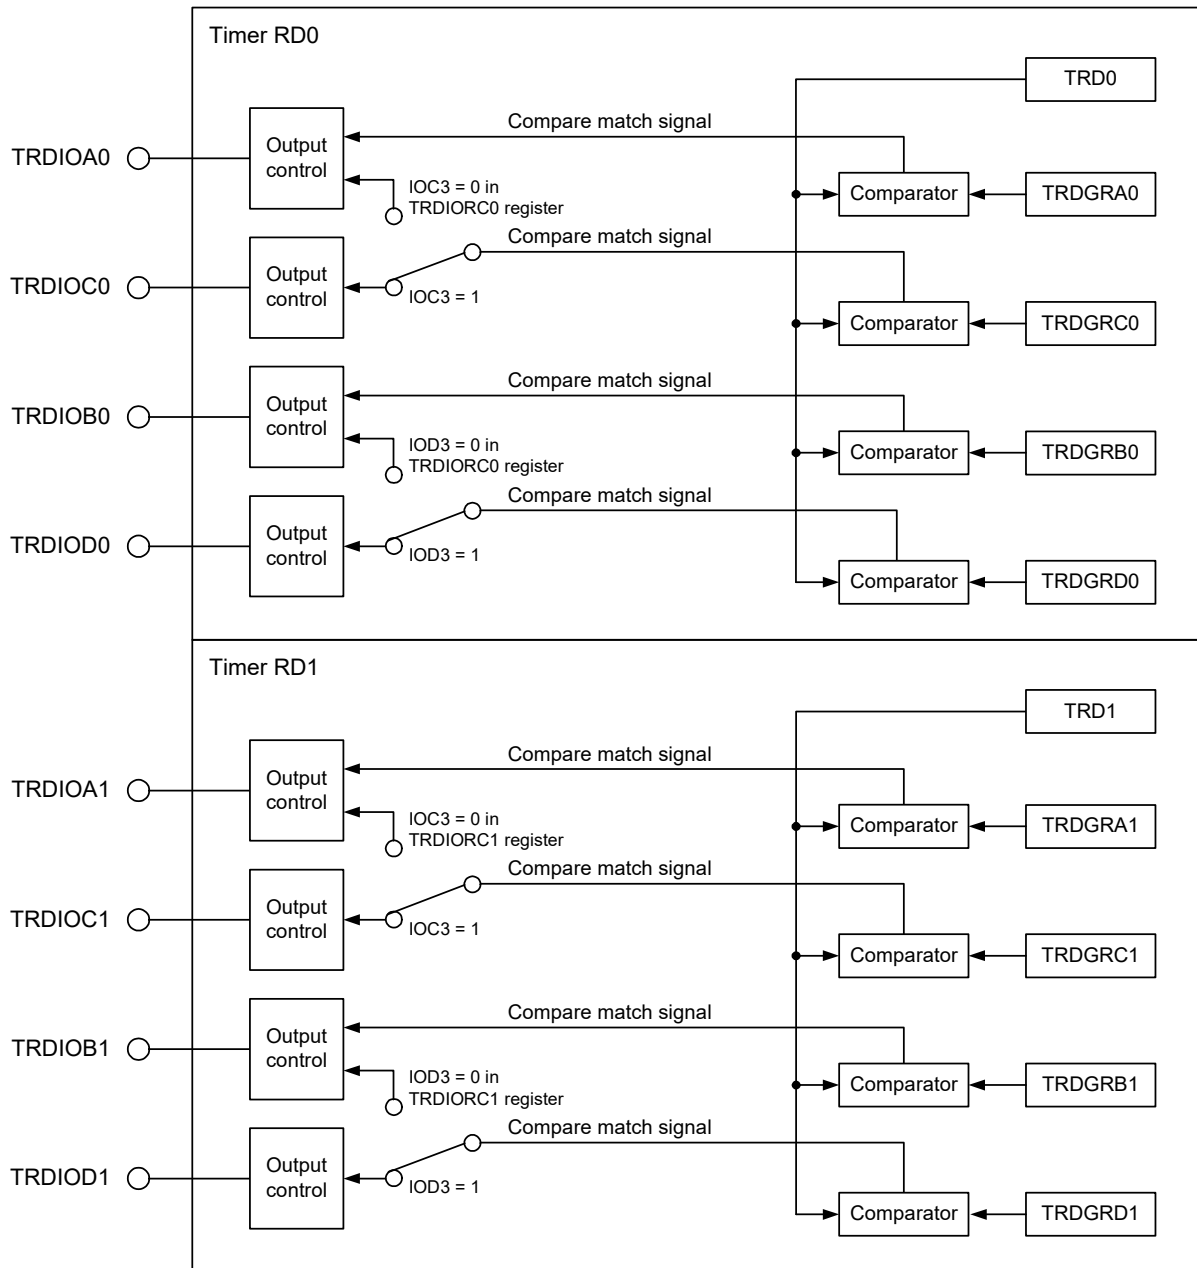 Timer RD0
TRD0
Compare match signal
TRDIOA0
Output
control
IOC3 = 0 in
TRDIORC0 register
Comparator
TRDGRA0
Compare match signal
TRDIOC0
Output
control
IOC3 = 1
Comparator
TRDGRC0
Compare match signal
TRDIOB0
Output
control
IOD3 = 0 in
TRDIORC0 register
Comparator
TRDGRB0
Compare match signal
TRDIOD0
Output
control
IOD3 = 1
Comparator
TRDGRD0
Timer RD1
TRD1
Compare match signal
TRDIOA1
Output
control
IOC3 = 0 in
TRDIORC1 register
Comparator
TRDGRA1
Compare match signal
TRDIOC1
Output
control
IOC3 = 1
Comparator
TRDGRC1
Compare match signal
TRDIOB1
Output
control
IOD3 = 0 in
TRDIORC1 register
Comparator
TRDGRB1
Compare match signal
TRDIOD1
Output
control
IOD3 = 1
Comparator
TRDGRD1